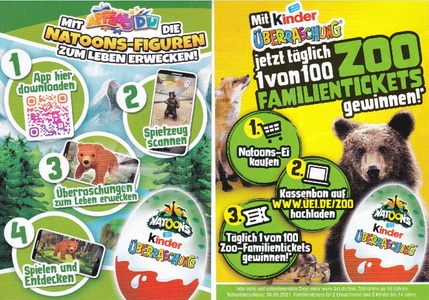 MIT APPLAYDU DIE
NATOONS-FIGUREN
ZUM LEBEN ERWECKEN!
1
App hier
downloaden
2
Spielzeug
scannen
3
Überraschungen
zum Leben erwecken
4
Spielen und
Entdecken
NATOONS
kinder
ÜBERRASCHUNG
Mit kinder
ÜBERRASCHUNG
jetzt täglich
1 von 100 ZOO
FAMILIENTICKETS
gewinnen!*
1.
Natoons-Ei
kaufen
2.
Kassenbon auf
WWW.UEI.DE/ZOO
hochladen
3.
Täglich 1 von 100
Zoo-Familientickets
gewinnen!*
NATOONS
kinder
ÜBERRASCHUNG